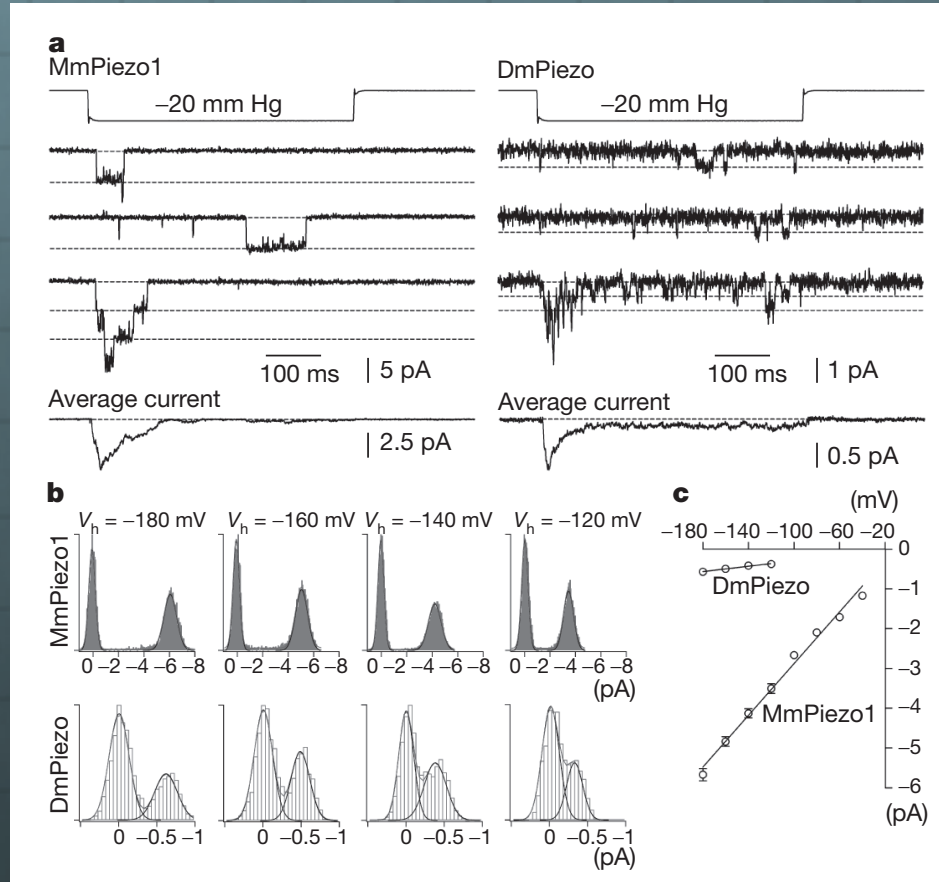 a
MmPiezo1
–20 mm Hg
100 ms
5 pA
Average current
2.5 pA
DmPiezo
–20 mm Hg
100 ms
1 pA
Average current
0.5 pA
b
Vh = –180 mV Vh = –160 mV Vh = –140 mV Vh = –120 mV
MmPiezo1
0 –2 –4 –6 –8 0 –2 –4 –6 –8 0 –2 –4 –6 –8 0 –2 –4 –6 –8
(pA)
DmPiezo
0 –0.5 –1 0 –0.5 –1 0 –0.5 –1 0 –0.5 –1
(pA)
c
(mV)
–180 –140 –100 –60 –20
0
DmPiezo
–1
–2
–3
MmPiezo1
–4
–5
–6
(pA)